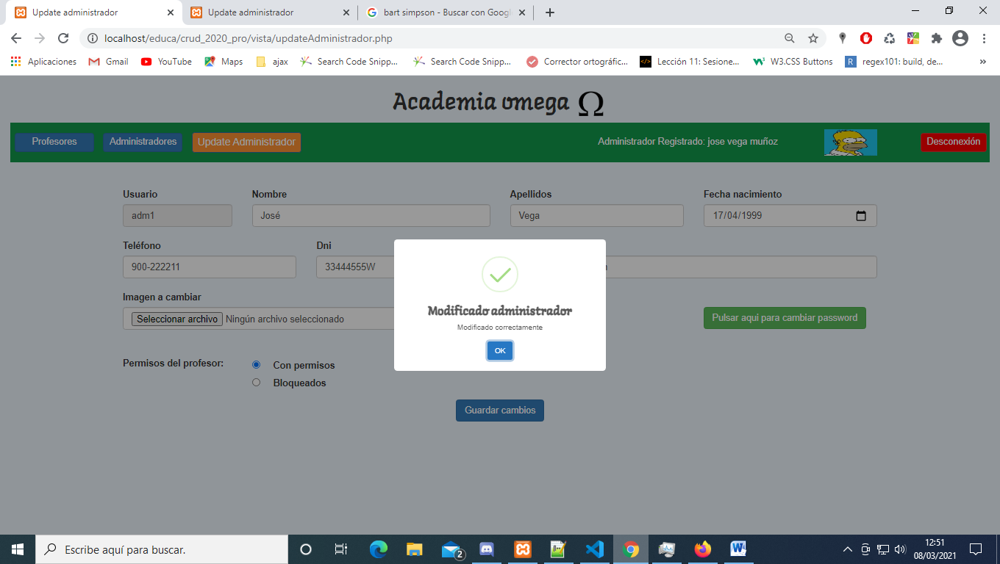 Update administrador
Update administrador
bart simpson - Buscar con Googl
localhost/educa/crud_2020_pro/vista/updateAdministrador.php
Aplicaciones
Gmail
YouTube
Maps
ajax
Search Code Snipp...
Search Code Snipp...
Corrector ortográfic...
Lección 11: Sesione...
W3.CSS Buttons
R
regex101: build, de...
»
Academia omega Ω
Profesores
Administradores
Update Administrador
Administrador Registrado: jose vega muñoz
Desconexión
Usuario
Nombre
Apellidos
Fecha nacimiento
adm1
José
Vega
17/04/1999
Teléfono
Dni
900-222211
33444555W
Imagen a cambiar
Seleccionar archivo Ningún archivo seleccionado
Pulsar aqui para cambiar password
Modificado administrador
Modificado correctamente
OK
Permisos del profesor:
Con permisos
Bloqueados
Guardar cambios
Escribe aquí para buscar.
2
12:51
08/03/2021